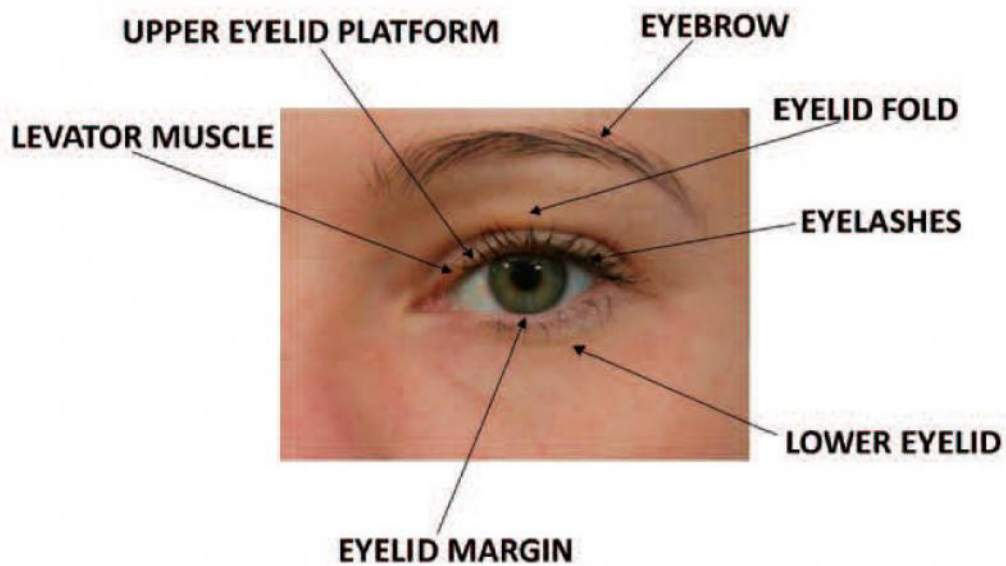 UPPER EYELID PLATFORM
EYEBROW
EYELID FOLD
LEVATOR MUSCLE
EYELASHES
LOWER EYELID
EYELID MARGIN